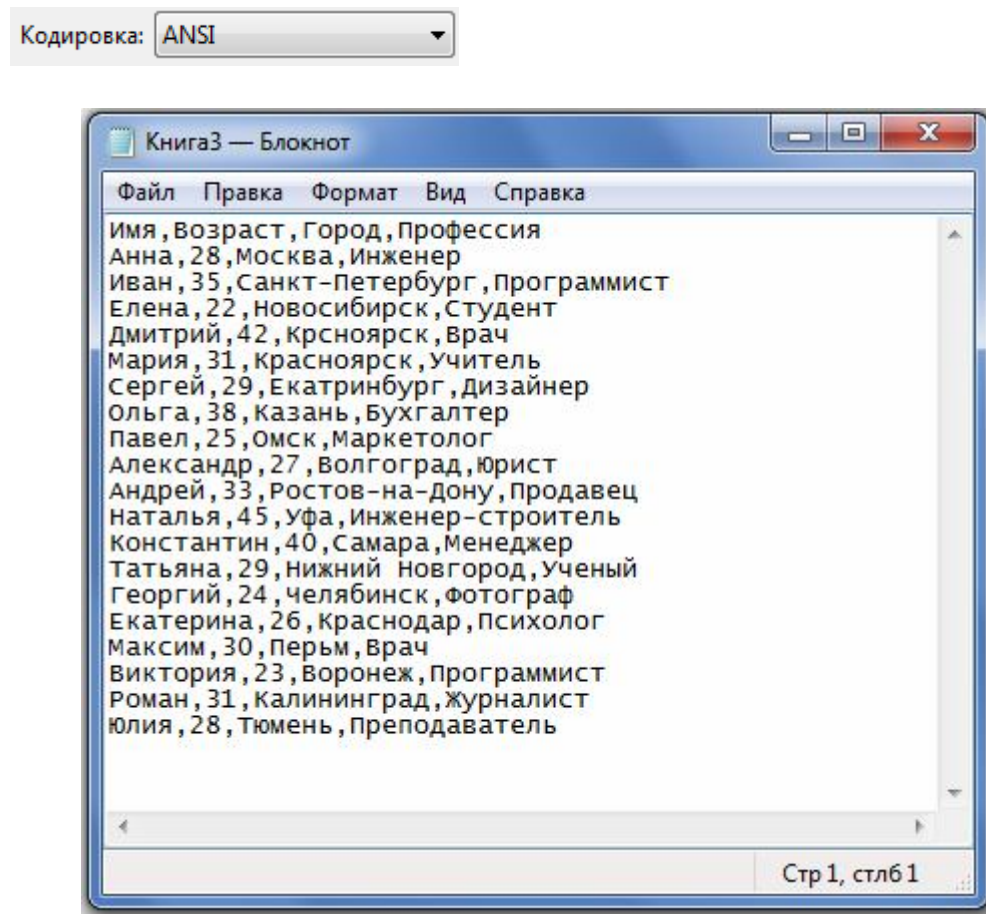 Кодировка: ANSI
Книга3 — Блокнот
Файл Правка Формат Вид Справка
Имя,Возраст,Город,Профессия
Анна,28,Москва,Инженер
Иван,35,Санкт-Петербург,Программист
Елена,22,Новосибирск,Студент
Дмитрий,42,Крсноярск,Врач
Мария,31,Красноярск,Учитель
Сергей,29,Екатринбург,Дизайнер
Ольга,38,Казань,Бухгалтер
Павел,25,Омск,Маркетолог
Александр,27,Волгоград,Юрист
Андрей,33,Ростов-на-Дону,Продавец
Наталья,45,Уфа,Инженер-строитель
Константин,40,Самара,Менеджер
Татьяна,29,Нижний Новгород,Ученый
Георгий,24,Челябинск,Фотограф
Екатерина,26,Краснодар,Психолог
Максим,30,Перьм,Врач
Виктория,23,Воронеж,Программист
Роман,31,Калининград,Журналист
Юлия,28,Тюмень,Преподаватель
Стр 1, стлб 1